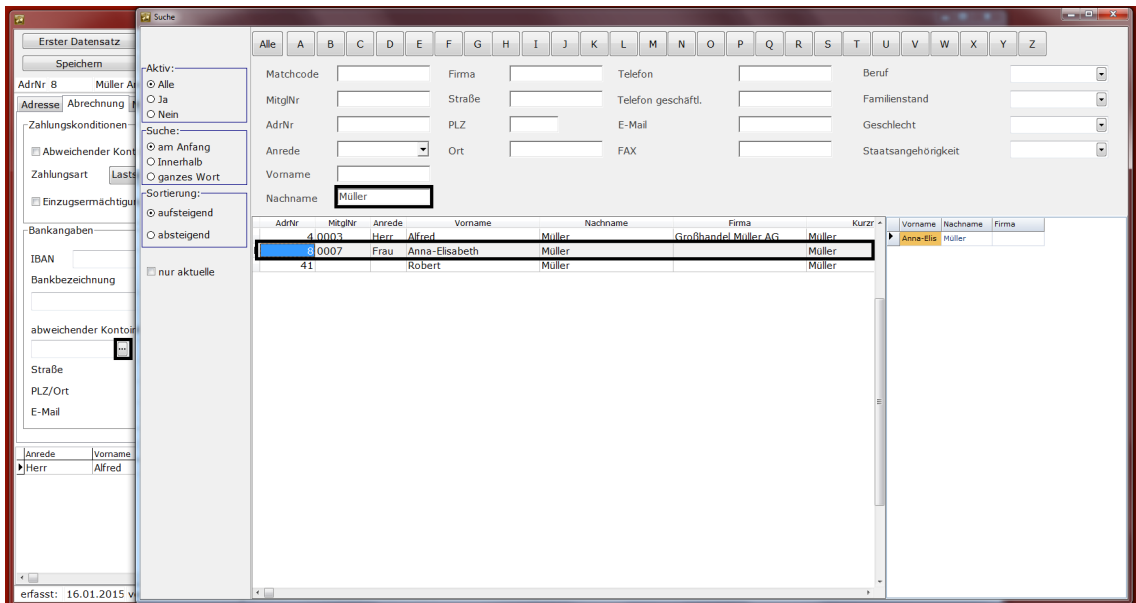 Suche
Erster Datensatz
Speichern
AdrNr 8 Müller
Adresse Abrechnung
Zahlungskonditionen
Abweichender
Zahlungsart
Bankangaben
IBAN
Bankbezeichnung
abweichender
...
Straße
PLZ/Ort
E-Mail
Anrede Vorname
Herr Alfred
erfasst: 16.01.2015
Aktiv:
Alle
Ja
Nein
Suche:
am Anfang
Innerhalb
ganzes Wort
Sortierung:
aufsteigend
absteigend
nur aktuelle
Alle A B C D E F G H I J K L M N O P Q R S T U V W X Y Z
Matchcode Firma Telefon Beruf
MitglNr Straße Telefon geschäftl. Familienstand
AdrNr PLZ E-Mail Geschlecht
Anrede Ort FAX Staatsangehörigkeit
Vorname
Nachname Müller
AdrNr MitglNr Anrede Vorname Nachname Firma Kurzr
4 0003 Herr Alfred Müller Großhandel Müller AG Müller
8 0007 Frau Anna-Elisabeth Müller Müller
41 Robert Müller Müller
Vorname Nachname Firma
Anna-Elis Müller